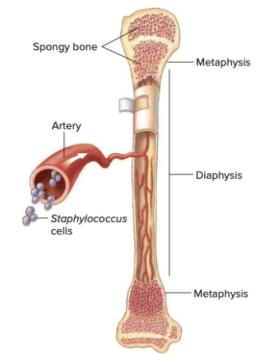 Spongy bone
Metaphysis
Artery
Diaphysis
Staphylococcus
cells
Metaphysis